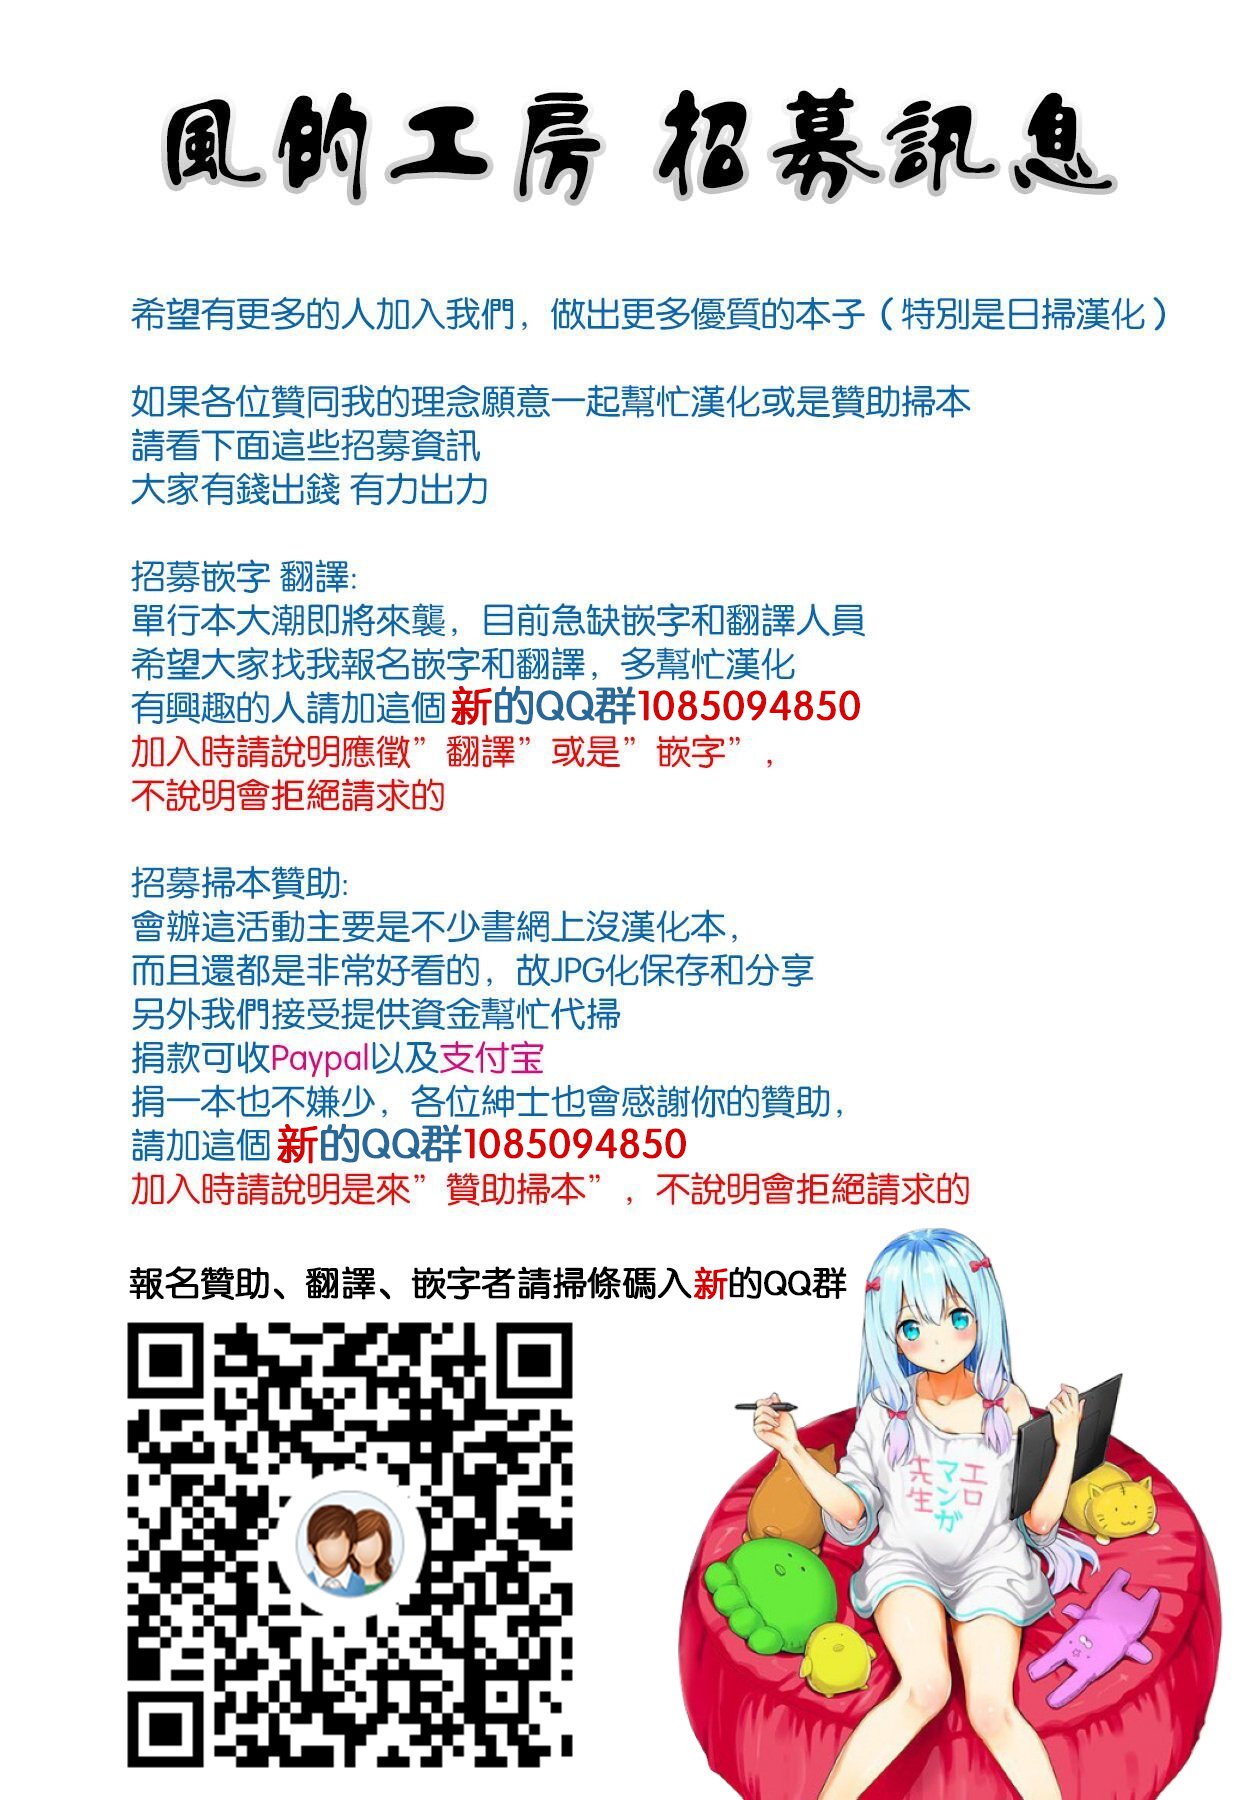 風的工房 招募訊息
希望有更多的人加入我們，做出更多優質的本子（特別是日掃漢化）
如果各位贊同我的理念願意一起幫忙漢化或是贊助掃本
請看下面這些招募資訊
大家有錢出錢 有力出力
招募嵌字 翻譯:
單行本大潮即將來襲，目前急缺嵌字和翻譯人員
希望大家找我報名嵌字和翻譯，多幫忙漢化
有興趣的人請加這個 新的QQ群1085094850
加入時請說明應徵”翻譯”或是”嵌字”，
不說明會拒絕請求的
招募掃本贊助:
會辦這活動主要是不少書網上沒漢化本，
而且還都是非常好看的，故JPG化保存和分享
另外我們接受提供資金幫忙代掃
捐款可收Paypal以及支付宝
捐一本也不嫌少，各位紳士也會感謝你的贊助，
請加這個 新的QQ群1085094850
加入時請說明是來”贊助掃本”，不說明會拒絕請求的
報名贊助、翻譯、嵌字者請掃條碼入新的QQ群
エロ
マンガ
先生